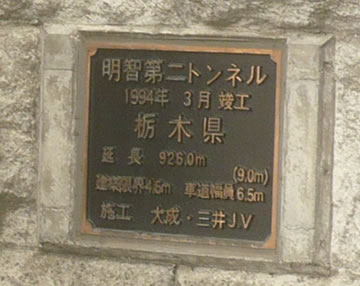 明智第二トンネル
1994年 3月 竣工
栃木県
延 長 926.0m
(9.0m)
建築限界4.5m 車道幅員6.5m
施工 大成・三井JV